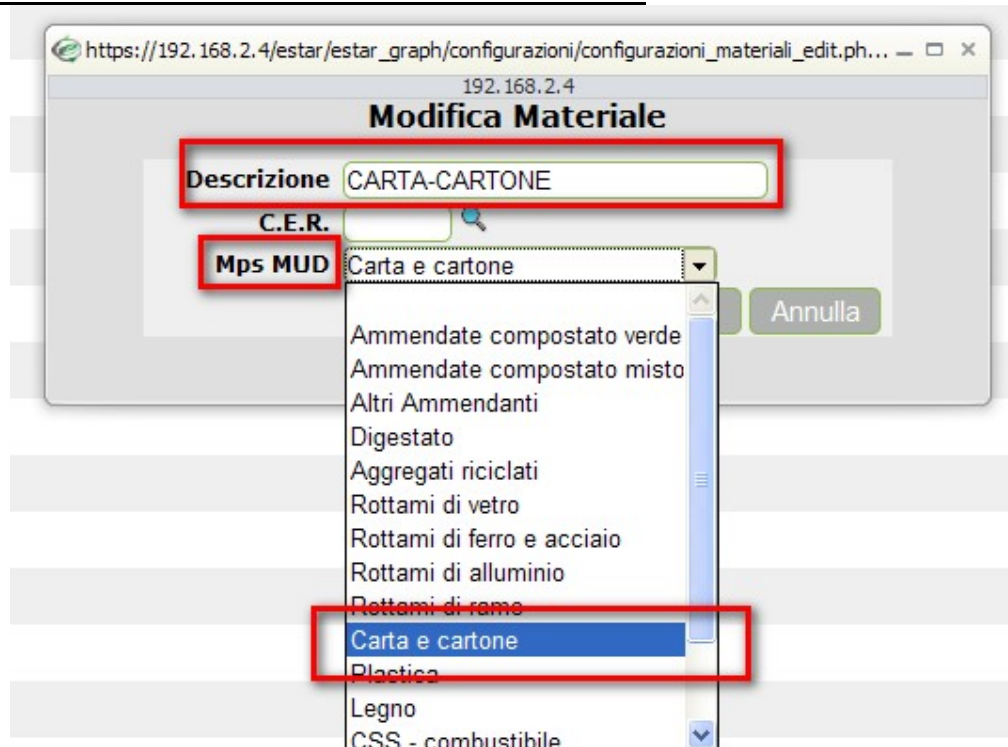 https://192.168.2.4/estar/estar_graph/configurazioni/configurazioni_materiali_edit.ph...
192.168.2.4
Modifica Materiale
Descrizione CARTA-CARTONE
C.E.R.
Mps MUD Carta e cartone
Annulla
Ammendate compostato verde
Ammendate compostato misto
Altri Ammendanti
Digestato
Aggregati riciclati
Rottami di vetro
Rottami di ferro e acciaio
Rottami di alluminio
Rottami di rame
Carta e cartone
Plastica
Legno
CSS - combustibile